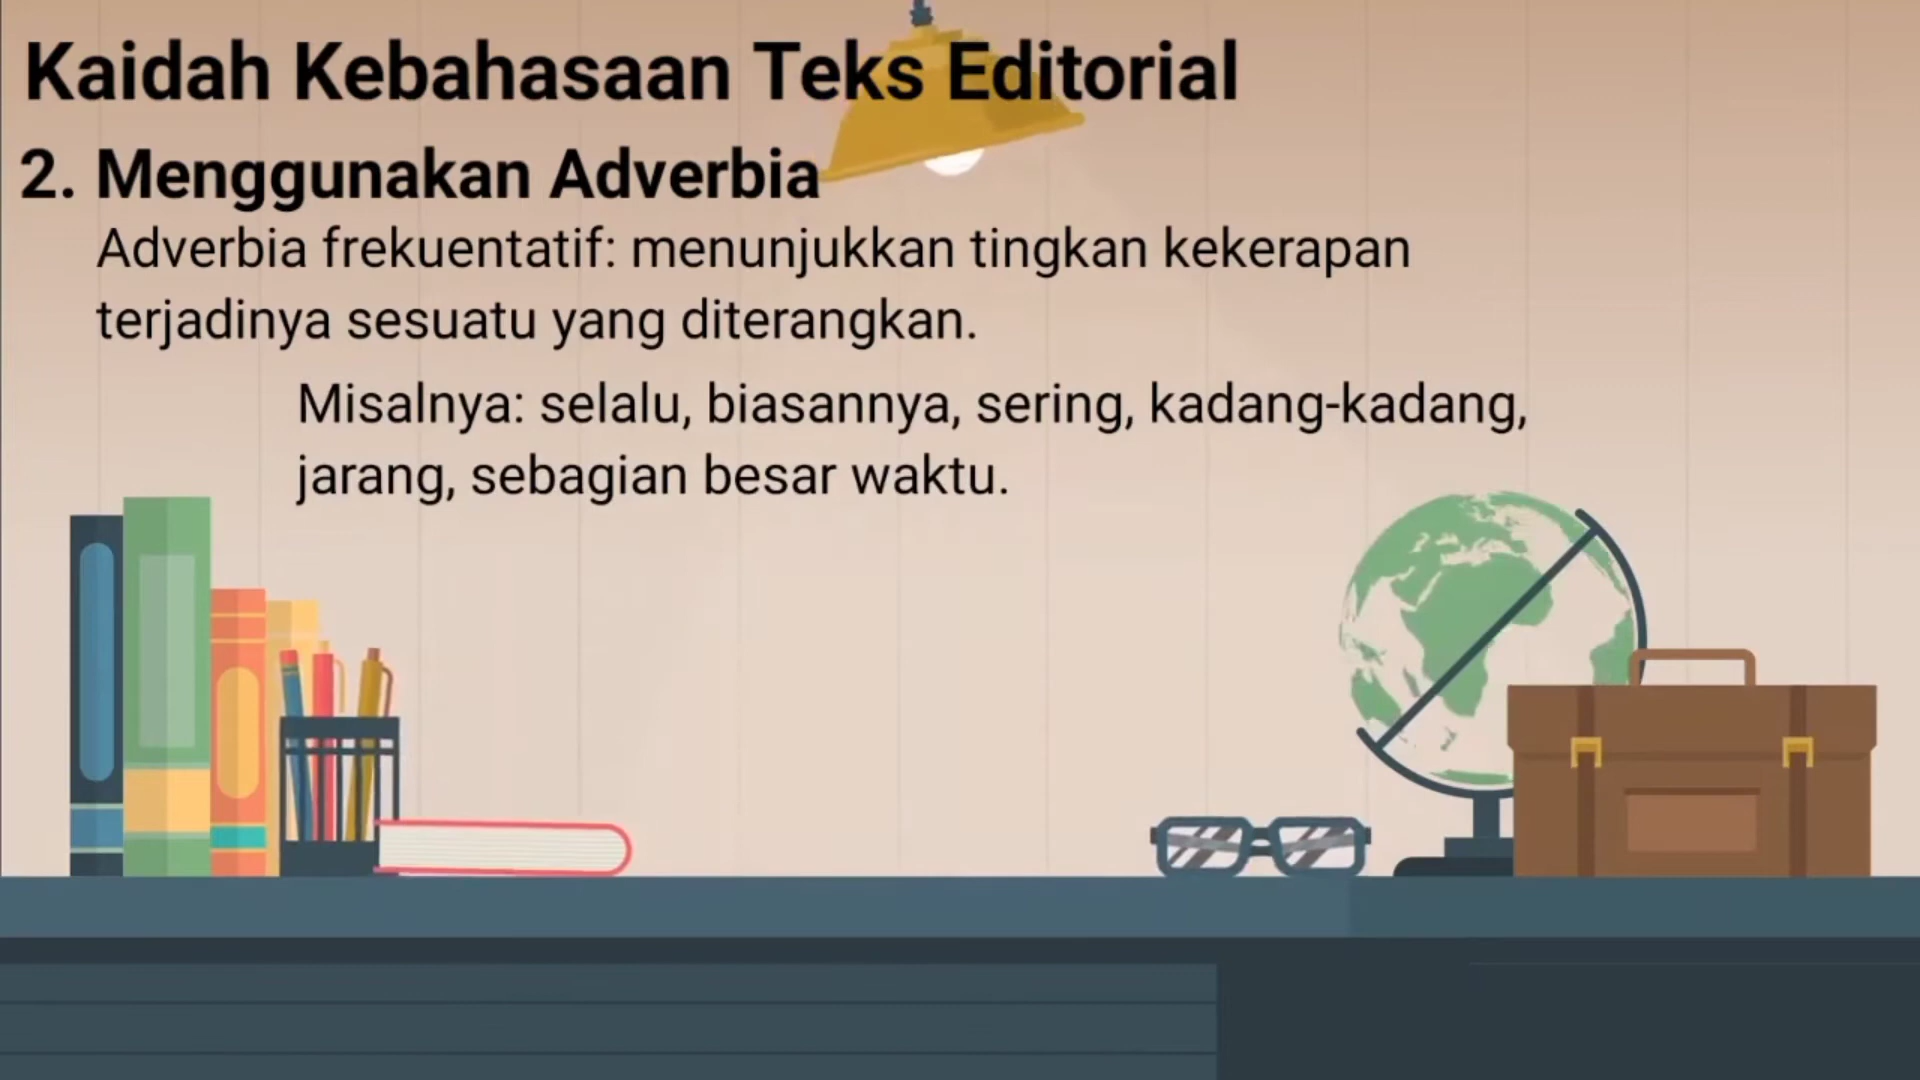 Kaidah Kebahasaan Teks Editorial
2. Menggunakan Adverbia
Adverbia frekuentatif: menunjukkan tingkan kekerapan
terjadinya sesuatu yang diterangkan.
Misalnya: selalu, biasannya, sering, kadang-kadang,
jarang, sebagian besar waktu.